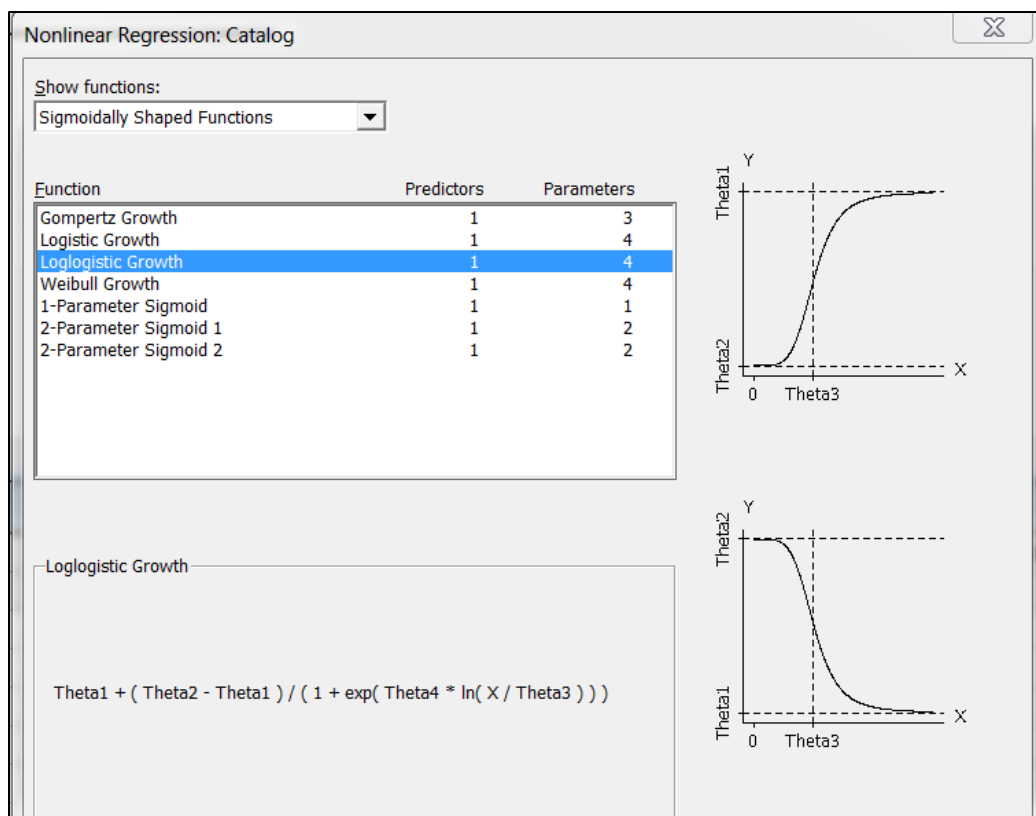 Nonlinear Regression: Catalog
Show functions:
Sigmoidally Shaped Functions
Function Predictors Parameters
Gompertz Growth 1 3
Logistic Growth 1 4
Loglogistic Growth 1 4
Weibull Growth 1 4
1-Parameter Sigmoid 1 1
2-Parameter Sigmoid 1 1 2
2-Parameter Sigmoid 2 1 2
Y
Theta1
Theta2
X
0 Theta3
Loglogistic Growth
Theta1 + ( Theta2 - Theta1 ) / ( 1 + exp( Theta4 * ln( X / Theta3 ) ) )
Y
Theta2
Theta1
X
0 Theta3